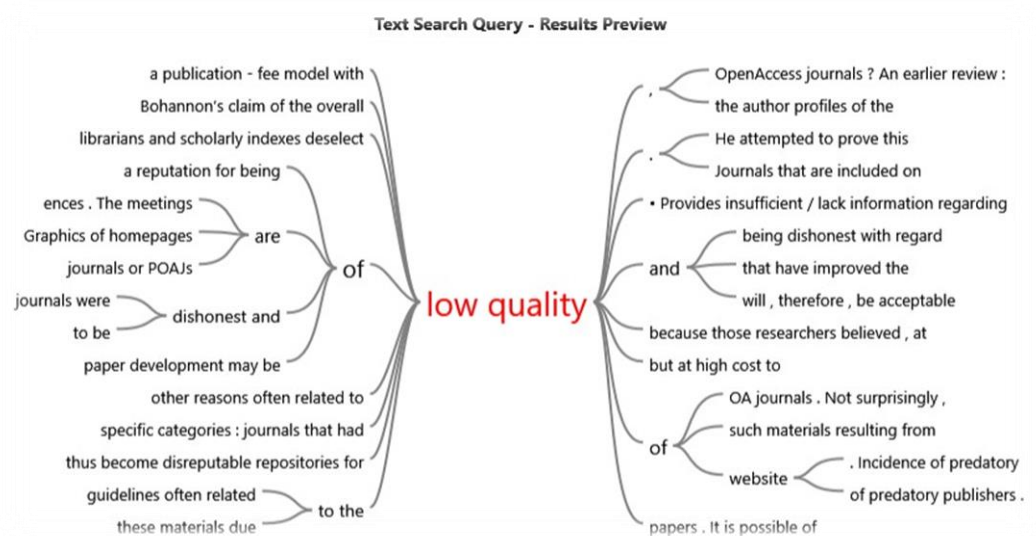 Text Search Query - Results Preview
a publication - fee model with
Bohannon's claim of the overall
librarians and scholarly indexes deselect
a reputation for being
ences . The meetings
Graphics of homepages
journals or POAJs
are
journals were
to be
dishonest and
paper development may be
of
other reasons often related to
specific categories : journals that had
thus become disreputable repositories for
guidelines often related
these materials due
to the
low quality
,
OpenAccess journals ? An earlier review :
the author profiles of the
.
He attempted to prove this
Journals that are included on
• Provides insufficient / lack information regarding
and
being dishonest with regard
that have improved the
will , therefore , be acceptable
because those researchers believed , at
but at high cost to
of
OA journals . Not surprisingly ,
such materials resulting from
website
. Incidence of predatory
of predatory publishers .
papers . It is possible of